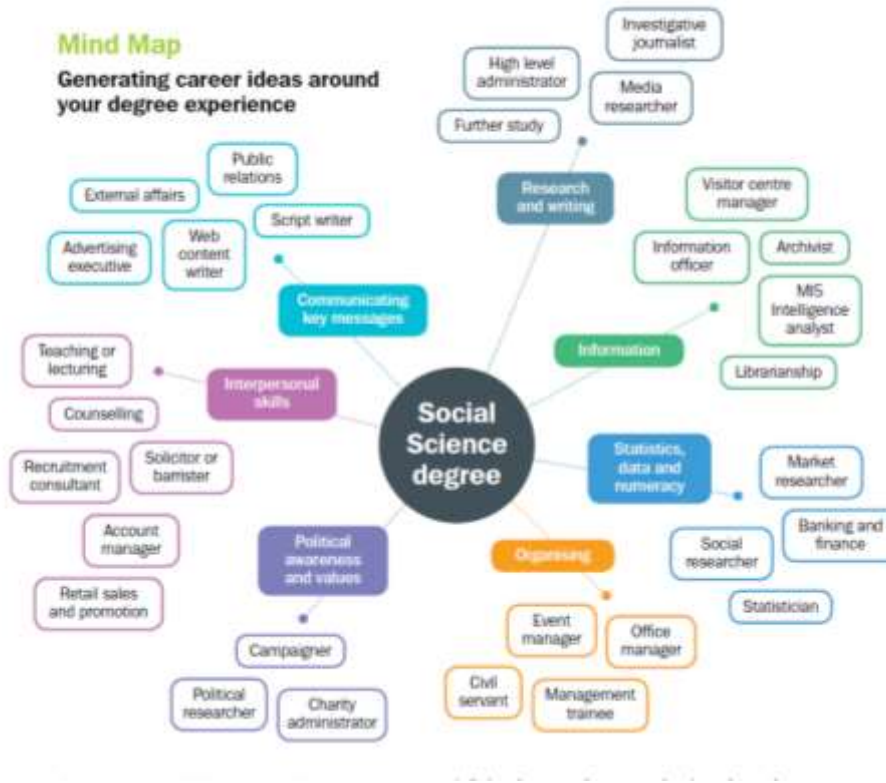 Mind Map
Generating career ideas around
your degree experience
Investigative
journalist
High level
administrator
Media
researcher
Further study
Research
and writing
Public
relations
External affairs
Script writer
Advertising
executive
Web
content
writer
Communicating
key messages
Visitor centre
manager
Information
officer
Archivist
MIS
Intelligence
analyst
Librarianship
Information
Teaching or
lecturing
Interpersonal
skills
Counselling
Recruitment
consultant
Solicitor or
barrister
Account
manager
Retail sales
and promotion
Social
Science
degree
Statistics,
data and
numeracy
Market
researcher
Banking and
finance
Social
researcher
Statistician
Political
awareness
and values
Campaigner
Political
researcher
Charity
administrator
Organising
Event
manager
Office
manager
Civil
servant
Management
trainee